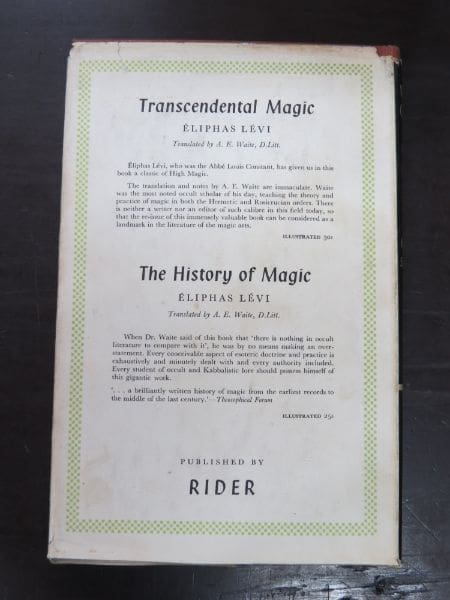 Transcendental Magic
ÉLIPHAS LÉVI
Translated by A. E. Waite, D.Litt.
Éliphas Lévi, who was the Abbé Louis Constant, has given us in this
book a classic of High Magic.
The translation and notes by A. E. Waite are immaculate. Waite
was the most noted occult scholar of his day, teaching the theory and
practice of magic in both the Hermetic and Rosicrucian orders. There
is neither a writer nor an editor of such calibre in this field today, so
that the re-issue of this immensely valuable book can be considered as a
landmark in the literature of the magic arts.
ILLUSTRATED 30s
The History of Magic
ÉLIPHAS LÉVI
Translated by A. E. Waite, D.Litt.
When Dr. Waite said of this book that 'there is nothing in occult
literature to compare with it', he was by no means making an over-
statement. Every conceivable aspect of esoteric doctrine and practice is
exhaustively and minutely dealt with and every authority included.
Every student of occult and Kabbalistic lore should possess himself of
this gigantic work.
'. . . a brilliantly written history of magic from the earliest records to
the middle of the last century.'—Theosophical Forum
ILLUSTRATED 25s
PUBLISHED BY
RIDER